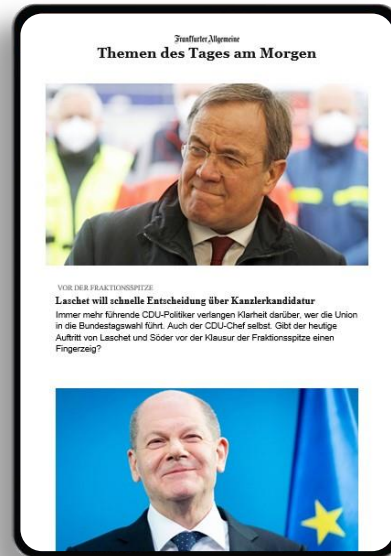 Frankfurter Allgemeine
Themen des Tages am Morgen
VOR DER FRAKTIONSSPITZE
Laschet will schnelle Entscheidung über Kanzlerkandidatur
Immer mehr führende CDU-Politiker verlangen Klarheit darüber, wer die Union
in die Bundestagswahl führt. Auch der CDU-Chef selbst. Gibt der heutige
Auftritt von Laschet und Söder vor der Klausur der Fraktionsspitze einen
Fingerzeig?